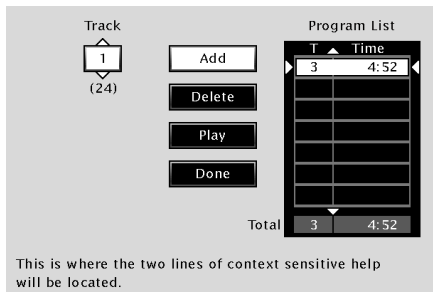 Track
1
(24)
Add
Delete
Play
Done
Program List
T Time
3 4:52
Total 3 4:52
This is where the two lines of context sensitive help
will be located.